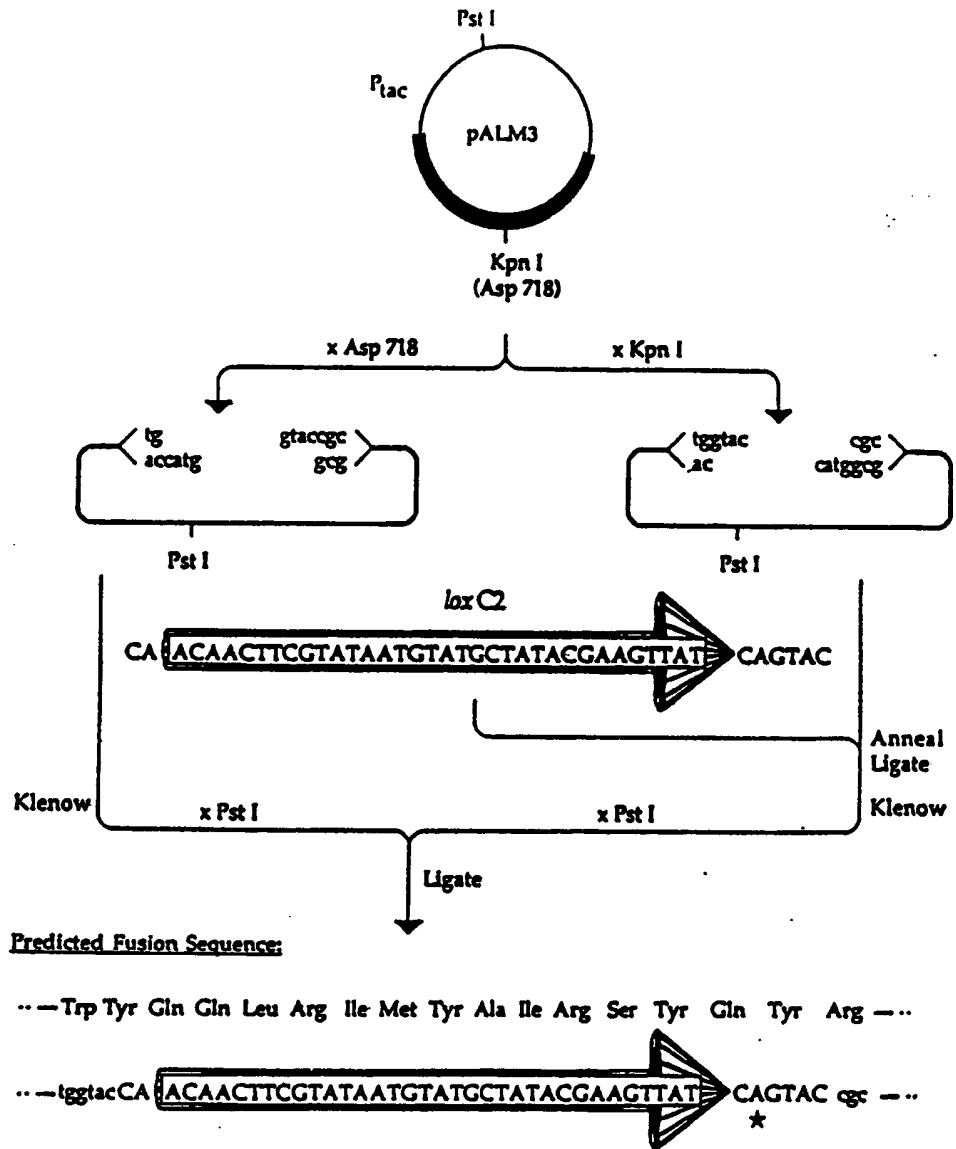 Pst I
Ptac
pALM3
Kpn I
(Asp 718)
x Asp 718
x Kpn I
tg
accatg
gtaccgc
gcg
tggtac
ac
cgc
catggcg
Pst I
Pst I
lox C2
CA ACAACTTCGTATAATGTATGCTATACGAAGTTAT CAGTAC
Anneal
Ligate
Klenow
x Pst I
x Pst I
Klenow
Ligate
Predicted Fusion Sequence:
·· — Trp Tyr Gln Gln Leu Arg Ile Met Tyr Ala Ile Arg Ser Tyr Gln Tyr Arg — ··
·· — tggtacCA ACAACTTCGTATAATGTATGCTATACGAAGTTAT CAGTAC cgc — ··
★